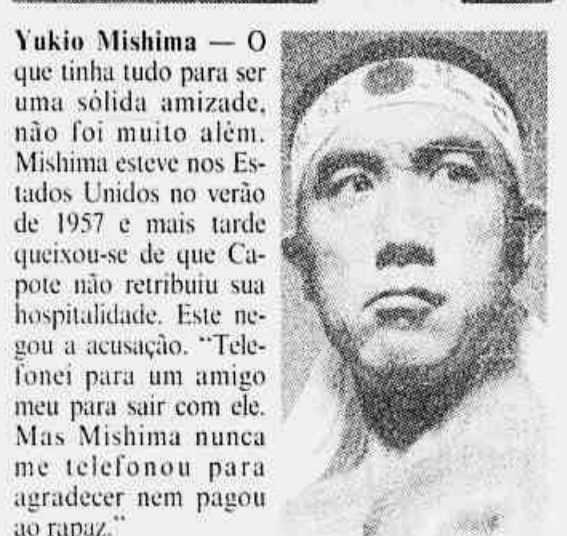 Yukio Mishima — O
que tinha tudo para ser
uma sólida amizade,
não foi muito além.
Mishima esteve nos Es-
tados Unidos no verão
de 1957 e mais tarde
queixou-se de que Ca-
pote não retribuiu sua
hospitalidade. Este ne-
gou a acusação. “Tele-
fonei para um amigo
meu para sair com ele.
Mas Mishima nunca
me telefonou para
agradecer nem pagou
ao rapaz.”